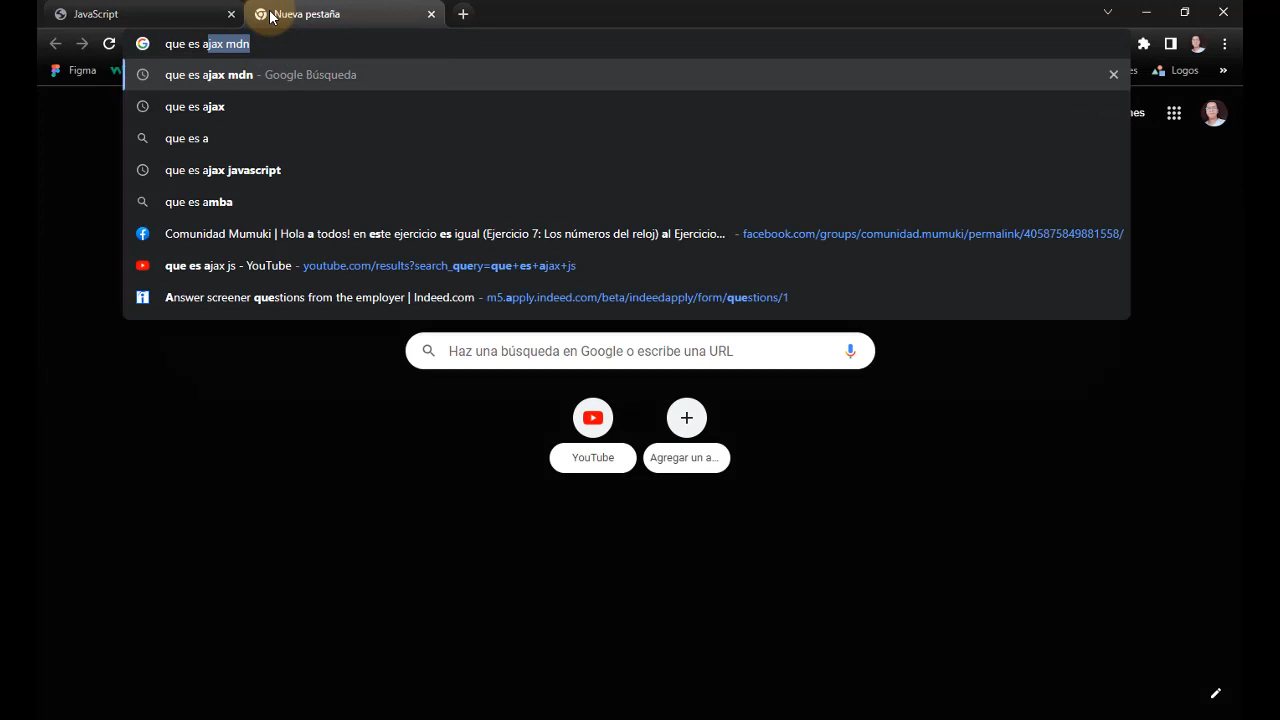 JavaScript
Nueva pestaña
que es ajax mdn
Figma
es
Logos
»
que es ajax mdn - Google Búsqueda
que es ajax
que es a
que es ajax javascript
que es amba
Comunidad Mumuki | Hola a todos! en este ejercicio es igual (Ejercicio 7: Los números del reloj) al Ejercicio... - facebook.com/groups/comunidad.mumuki/permalink/405875849881558/
que es ajax js - YouTube - youtube.com/results?search_query=que+es+ajax+js
Answer screener questions from the employer | Indeed.com - m5.apply.indeed.com/beta/indeedapply/form/questions/1
nes
Haz una búsqueda en Google o escribe una URL
YouTube
Agregar un a...